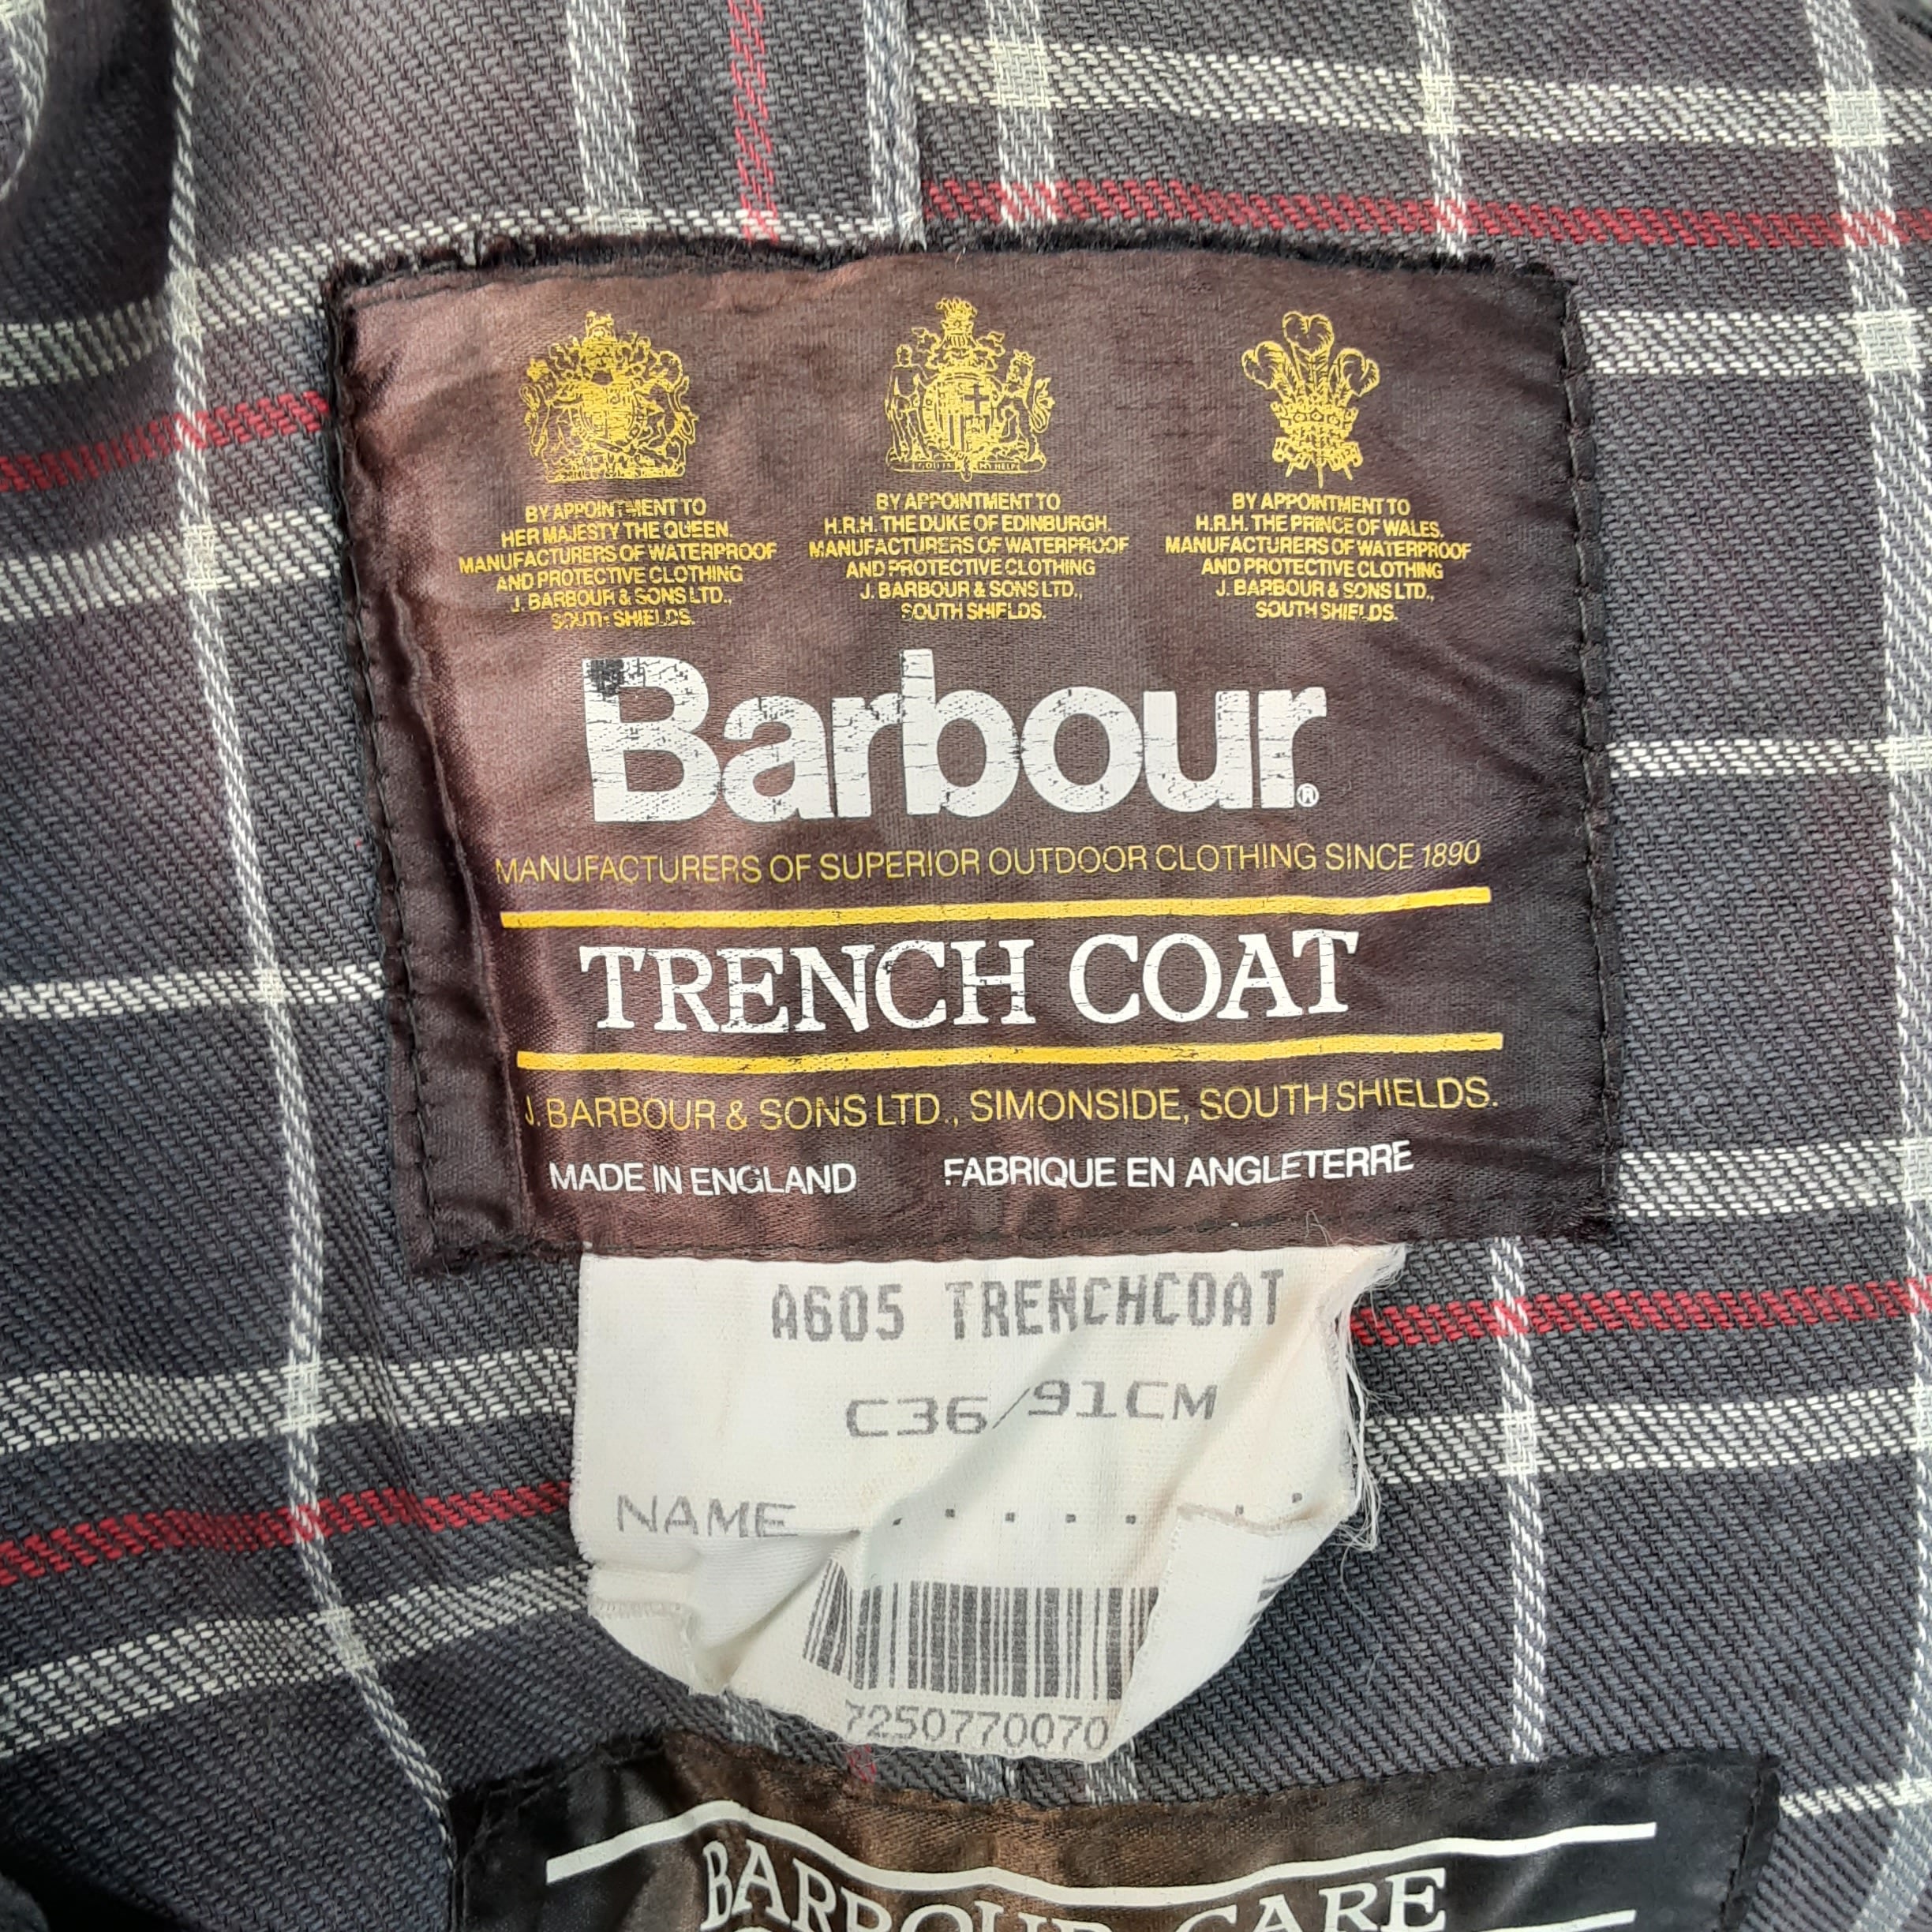 BY APPOINTMENT TO
HER MAJESTY THE QUEEN.
MANUFACTURERS OF WATERPROOF
AND PROTECTIVE CLOTHING
J. BARBOUR & SONS LTD.,
SOUTH SHIELDS.
GOD IS MY HELP
BY APPOINTMENT TO
H.R.H. THE DUKE OF EDINBURGH.
MANUFACTURERS OF WATERPROOF
AND PROTECTIVE CLOTHING
J. BARBOUR & SONS LTD.,
SOUTH SHIELDS.
BY APPOINTMENT TO
H.R.H. THE PRINCE OF WALES.
MANUFACTURERS OF WATERPROOF
AND PROTECTIVE CLOTHING
J. BARBOUR & SONS LTD.,
SOUTH SHIELDS.
Barbour®
MANUFACTURERS OF SUPERIOR OUTDOOR CLOTHING SINCE 1890
TRENCH COAT
J. BARBOUR & SONS LTD., SIMONSIDE, SOUTH SHIELDS.
MADE IN ENGLAND FABRIQUE EN ANGLETERRE
A605 TRENCHCOAT
C36/91CM
NAME . . . . . . .
7250770070
BARBOUR CARE